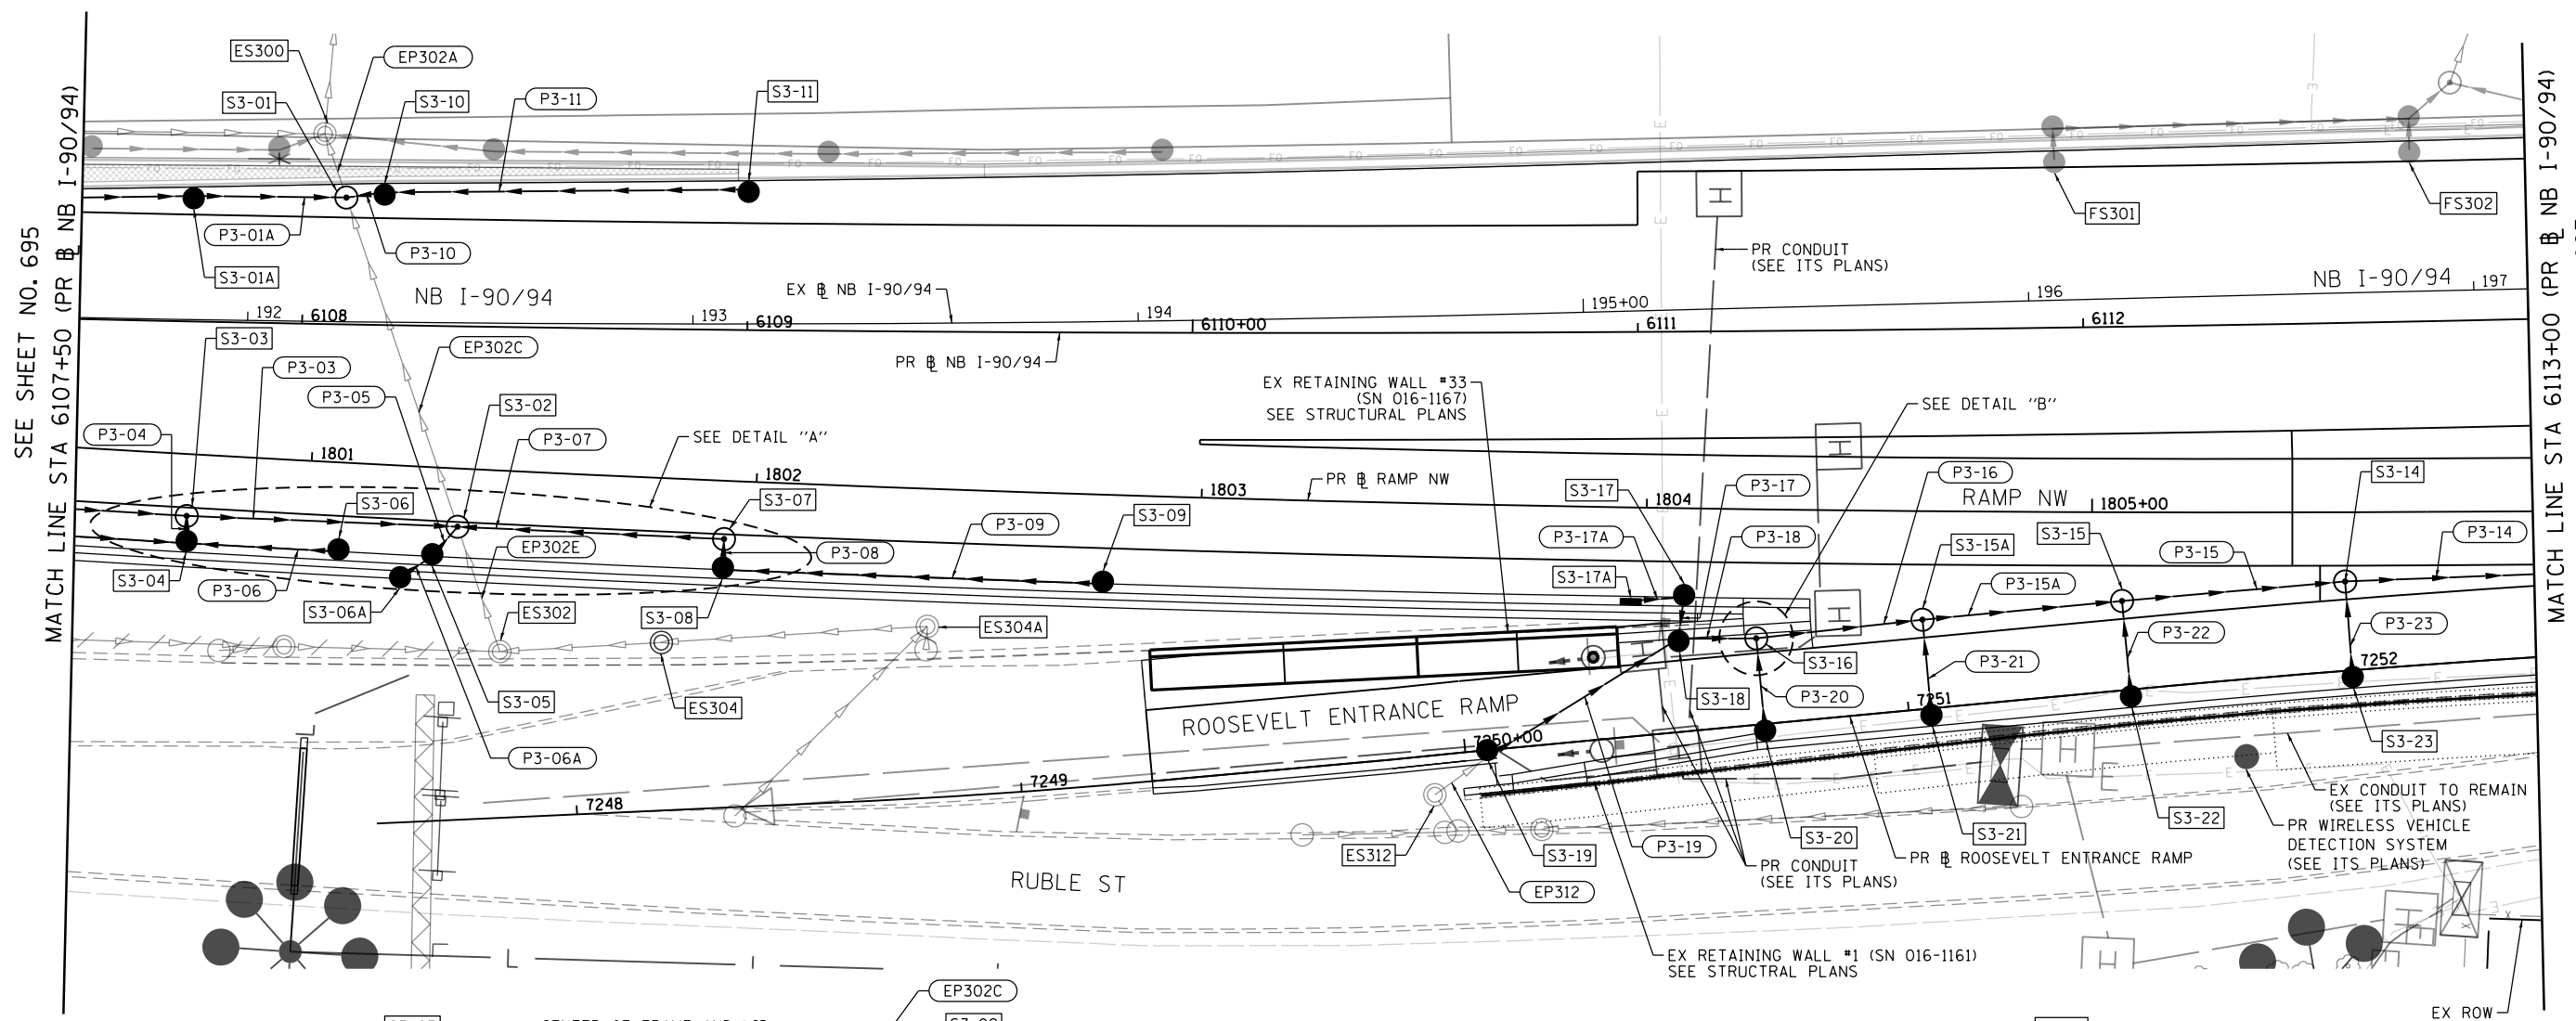 ES300
EP302A
S3-01
S3-10
P3-11
S3-11
P3-01A
P3-10
S3-01A
FS301
FS302
PR CONDUIT
(SEE ITS PLANS)
SEE SHEET NO. 695
MATCH LINE STA 6107+50 (PR BL NB I-90/94)
MATCH LINE STA 6113+00 (PR BL NB I-90/94)
NB I-90/94
EX BL NB I-90/94
NB I-90/94
192
193
194
195+00
196
197
6108
6109
6110+00
6111
6112
PR BL NB I-90/94
S3-03
EP302C
P3-03
P3-05
S3-02
P3-04
P3-07
SEE DETAIL "A"
EX RETAINING WALL #33
(SN 016-1167)
SEE STRUCTURAL PLANS
SEE DETAIL "B"
1801
1802
1803
1804
1805+00
PR BL RAMP NW
RAMP NW
S3-06
S3-07
S3-09
P3-09
S3-17
P3-17
P3-16
S3-14
P3-14
P3-17A
P3-18
S3-15A
S3-15
P3-15
EP302E
P3-08
S3-04
P3-06
S3-06A
ES302
S3-08
ES304A
S3-17A
P3-15A
P3-22
P3-23
P3-21
S3-16
7252
S3-05
ES304
S3-18
P3-20
7251
ROOSEVELT ENTRANCE RAMP
7250+00
S3-23
P3-06A
7249
7248
EX CONDUIT TO REMAIN
(SEE ITS PLANS)
S3-22
S3-21
S3-20
PR WIRELESS VEHICLE
DETECTION SYSTEM
(SEE ITS PLANS)
ES312
S3-19
P3-19
PR CONDUIT
(SEE ITS PLANS)
PR BL ROOSEVELT ENTRANCE RAMP
EP312
RUBLE ST
EX RETAINING WALL #1 (SN 016-1161)
SEE STRUCTRAL PLANS
EP302C
EX ROW